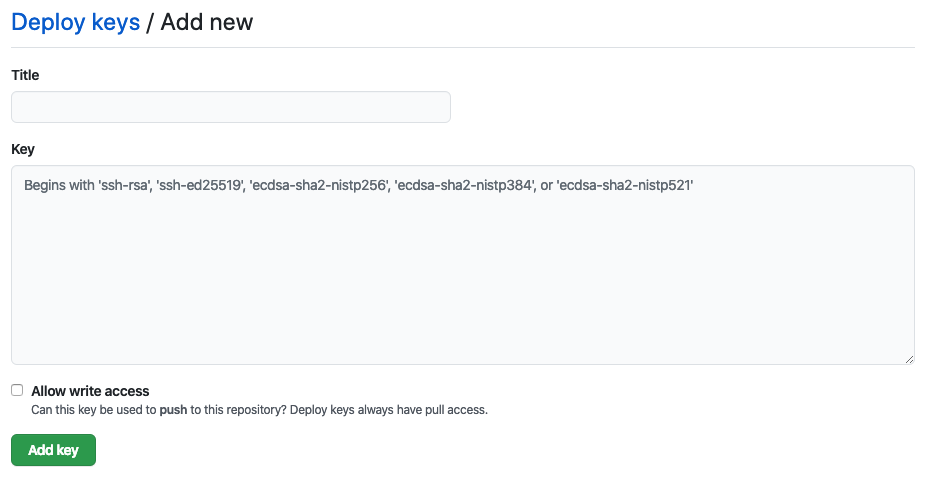 Deploy keys / Add new
Title
Key
Begins with 'ssh-rsa', 'ssh-ed25519', 'ecdsa-sha2-nistp256', 'ecdsa-sha2-nistp384', or 'ecdsa-sha2-nistp521'
Allow write access
Can this key be used to push to this repository? Deploy keys always have pull access.
Add key